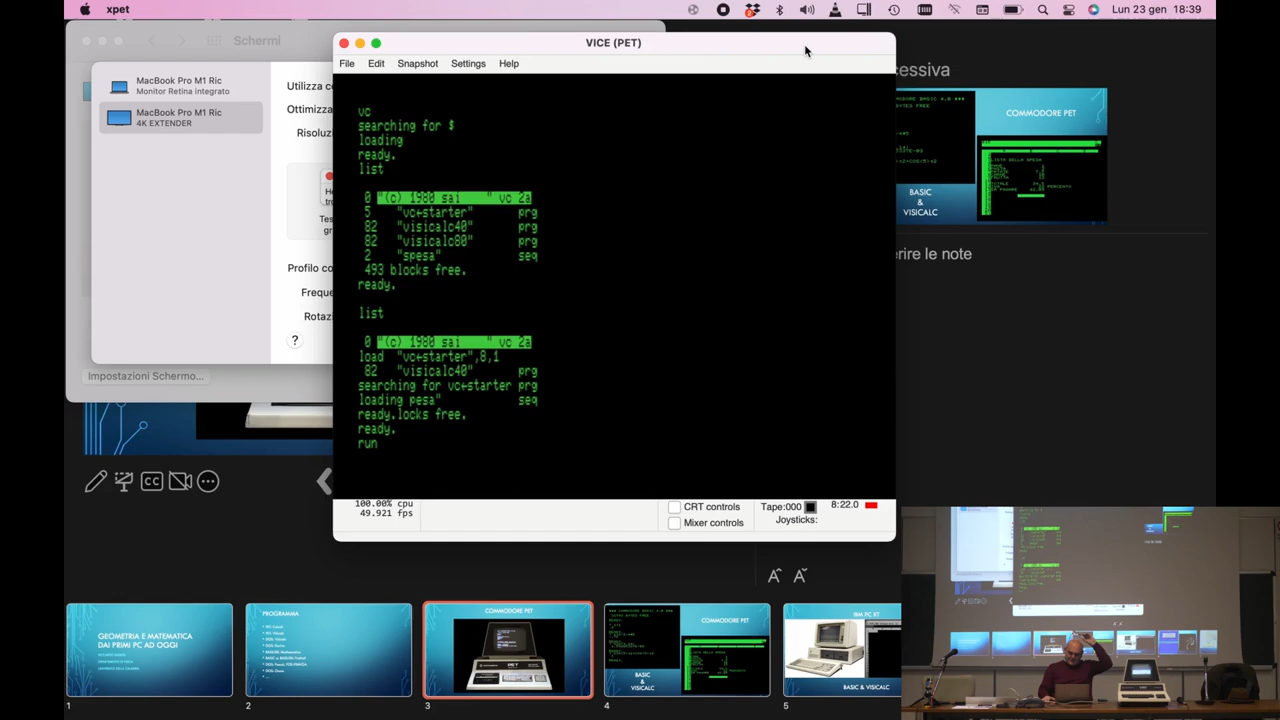 xpet
Lun 23 gen 18:39
Schermi
VICE (PET)
File Edit Snapshot Settings Help
MacBook Pro M1 Ric
Monitor Retina integrato
MacBook Pro M1 Ric
4K EXTENDER
Utilizza co
Ottimizza
Risoluzi
Profilo co
Freque
Rotazi
?
Impostazioni Schermo...
vc
searching for $
loading
ready.
list
0 "(c) 1980 sai " vc 2a
5 "vc←starter" prg
82 "visicalc40" prg
82 "visicalc80" prg
2 "spesa" seq
493 blocks free.
ready.
list
0 "(c) 1980 sai " vc 2a
load "vc←starter",8,1
82 "visicalc40" prg
searching for vc←starter prg
loading pesa" seq
ready.locks free.
ready.
run
100.00% cpu
49.921 fps
CRT controls
Mixer controls
Tape:000
Joysticks:
8:22.0
cessiva
COMMODORE PET
BASIC
&
VISICALC
rire le note
CC
GEOMETRIA E MATEMATICA
DAI PRIMI PC AD OGGI
1
PROGRAMMA
2
COMMODORE PET
3
COMMODORE PET
BASIC
&
VISICALC
4
IBM PC XT
BASIC & VISICALC
5